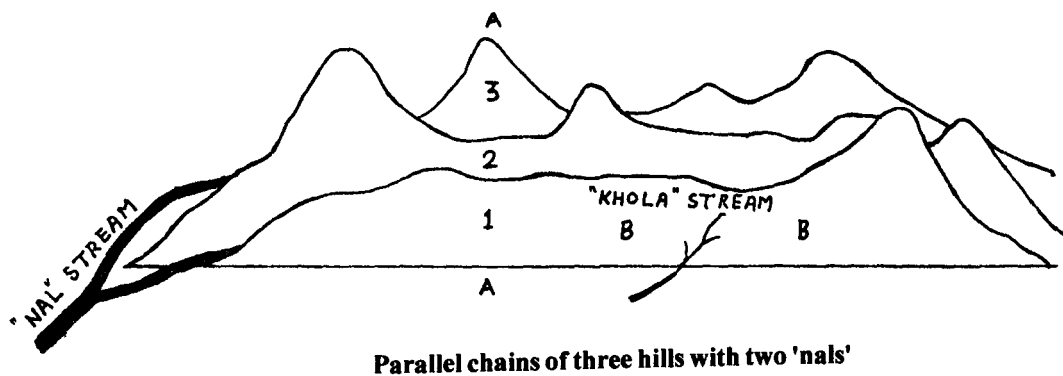 A
3
2
"KHOLA" STREAM
1
B
B
"NAL" STREAM
A
Parallel chains of three hills with two 'nals'